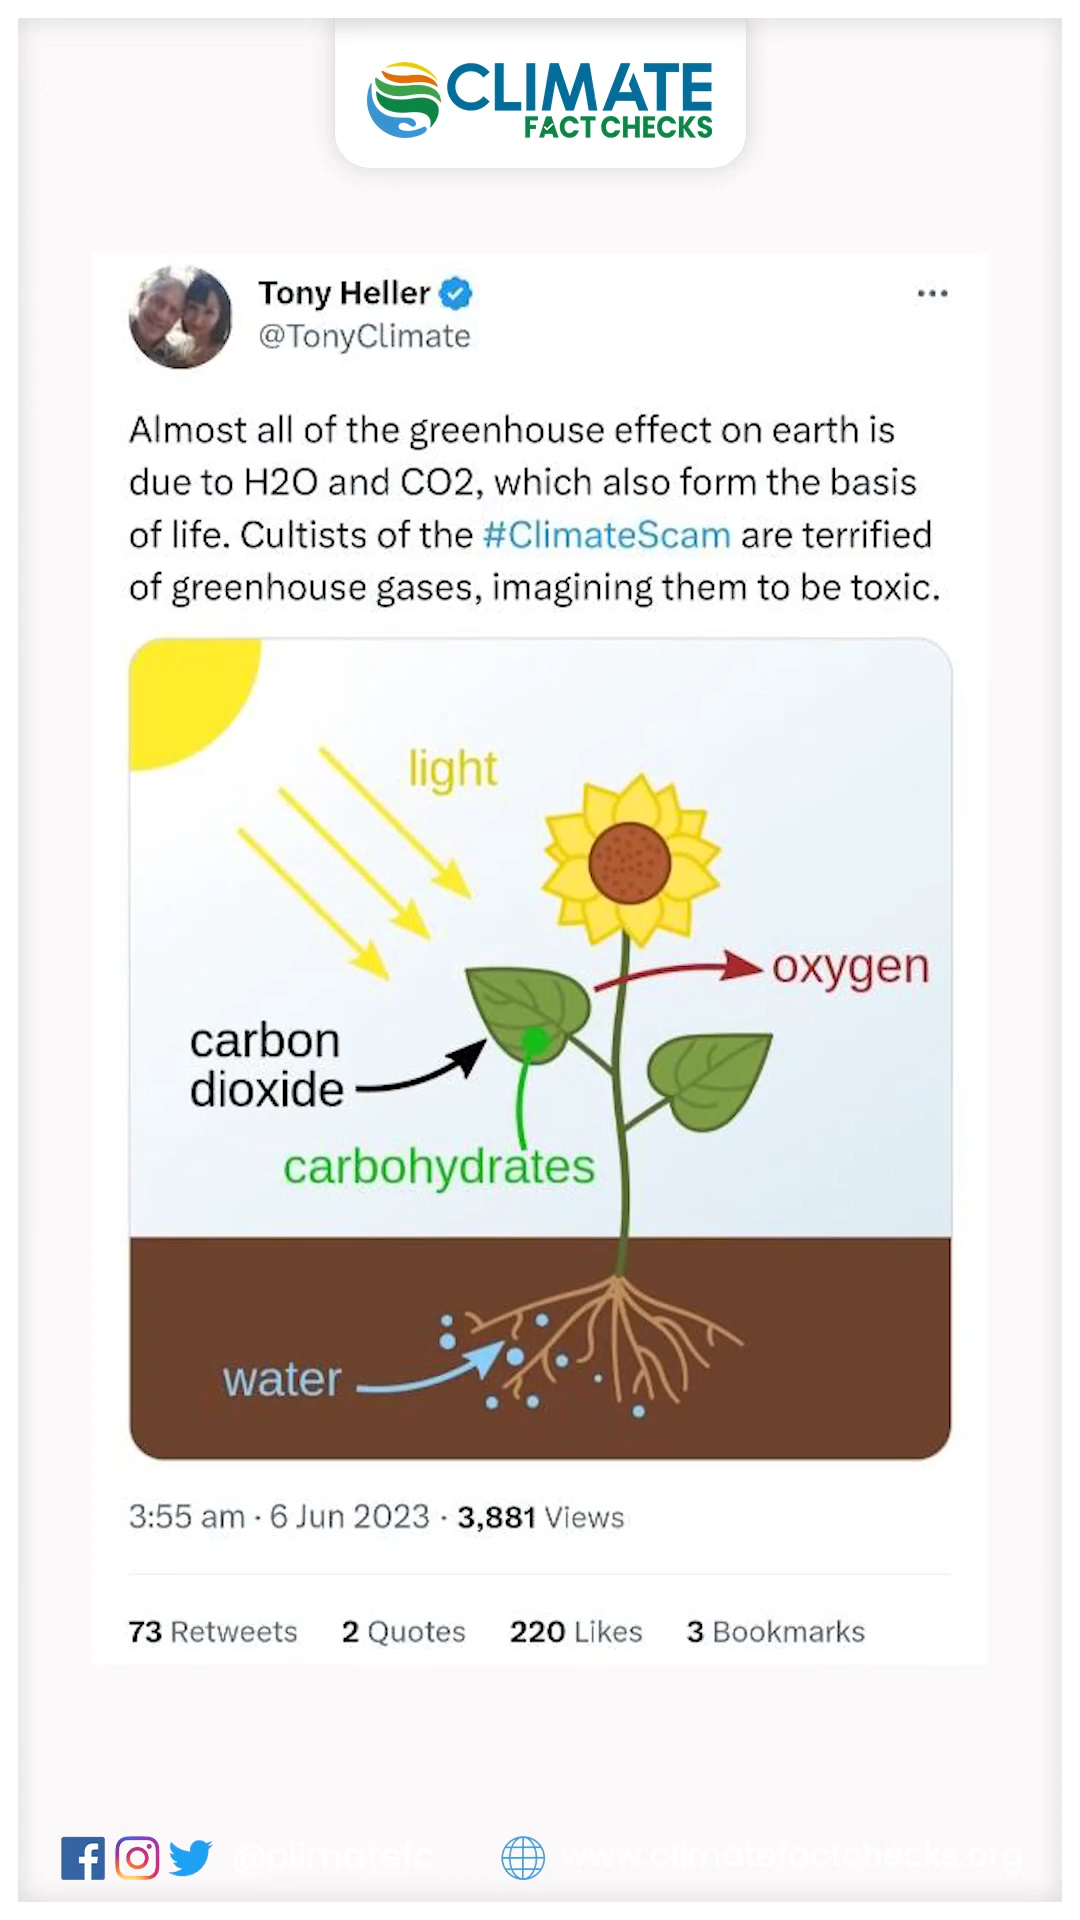 CLIMATE
FACT CHECKS
Tony Heller
@TonyClimate
Almost all of the greenhouse effect on earth is
due to H2O and CO2, which also form the basis
of life. Cultists of the #ClimateScam are terrified
of greenhouse gases, imagining them to be toxic.
light
oxygen
carbon
dioxide
carbohydrates
water
3:55 am · 6 Jun 2023 · 3,881 Views
73 Retweets 2 Quotes 220 Likes 3 Bookmarks
@climatefc www.climatefactchecks.org